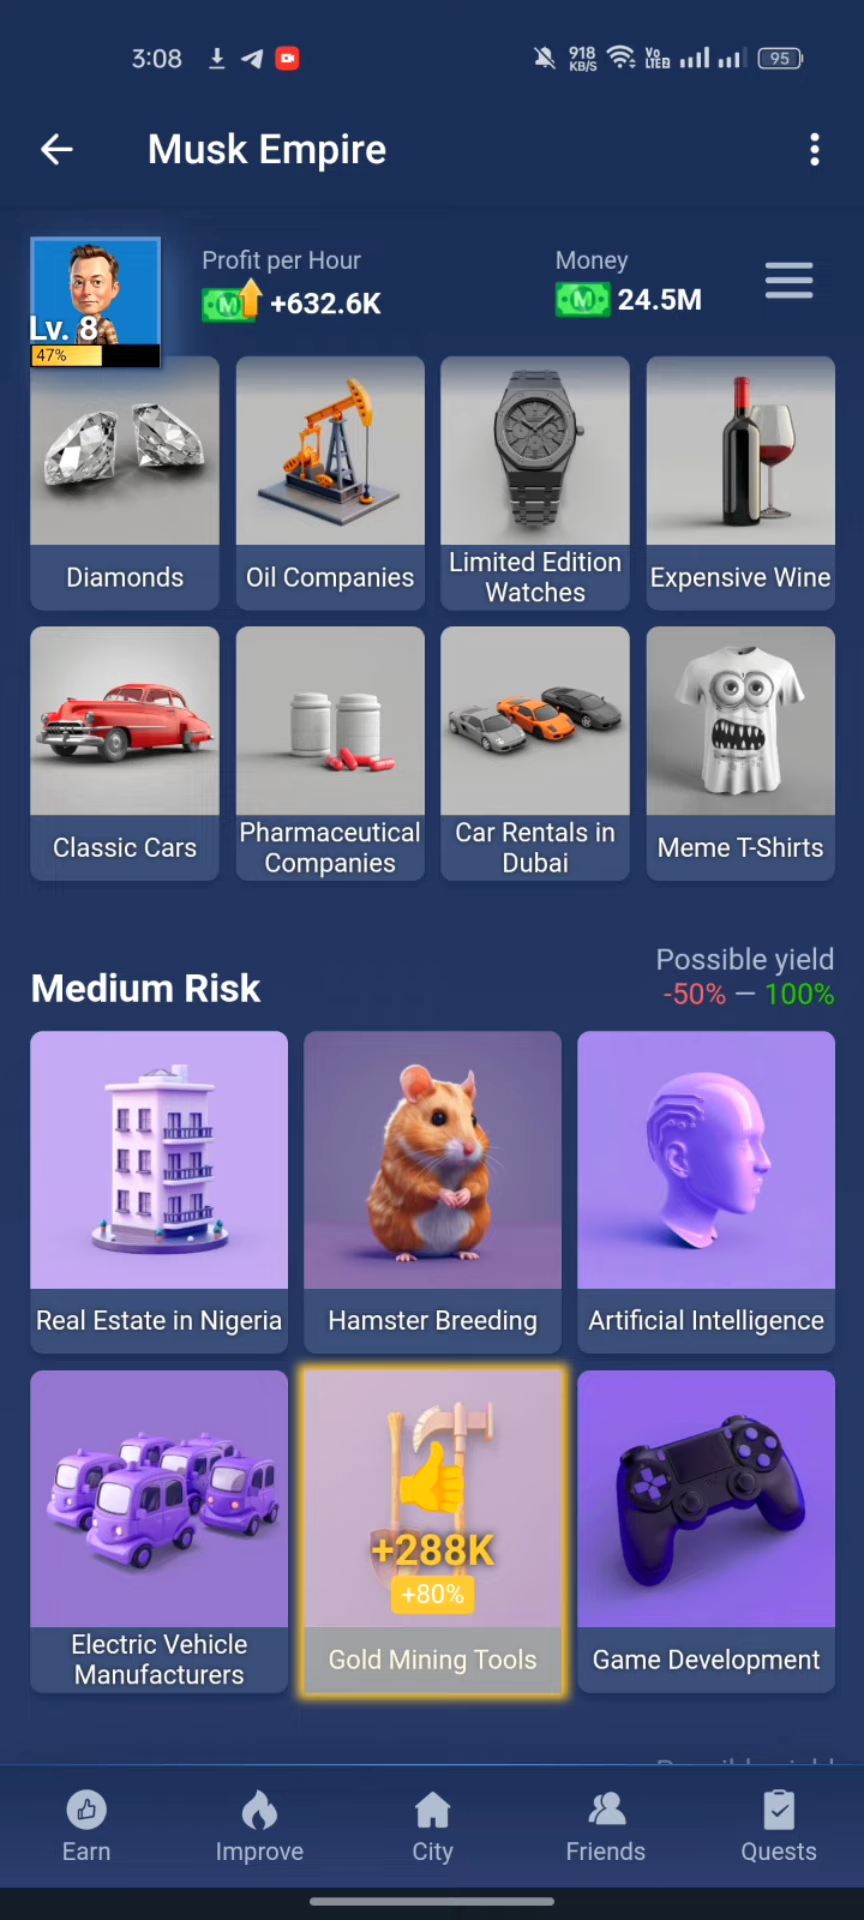 3:08
918
KB/S
Vo
LTE2
95
Musk Empire
Profit per Hour
Money
M
+632.6K
M
24.5M
Lv. 8
47%
Diamonds
Oil Companies
Limited Edition
Watches
Expensive Wine
Classic Cars
Pharmaceutical
Companies
Car Rentals in
Dubai
Meme T-Shirts
Possible yield
Medium Risk
-50% — 100%
Real Estate in Nigeria
Hamster Breeding
Artificial Intelligence
+288K
+80%
Electric Vehicle
Manufacturers
Gold Mining Tools
Game Development
Earn
Improve
City
Friends
Quests